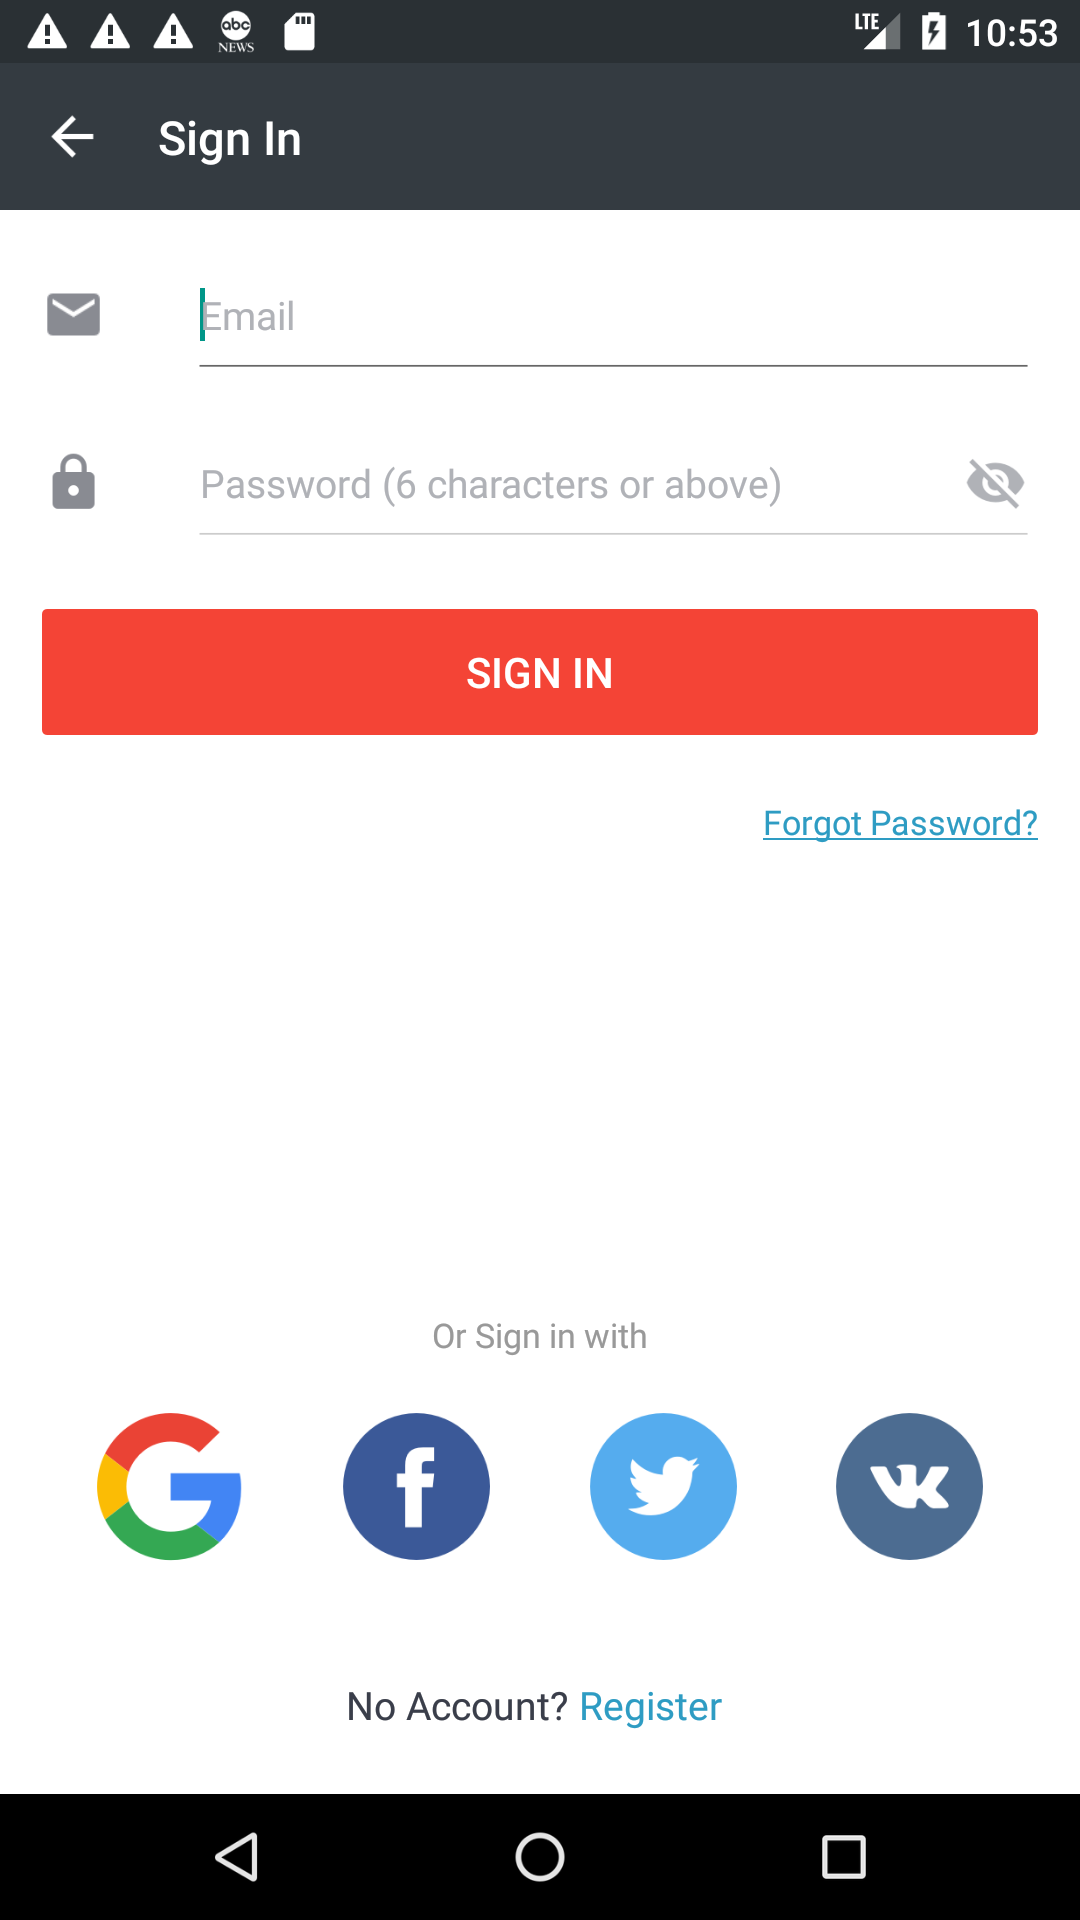 abc
NEWS
LTE
10:53
Sign In
Email
Password (6 characters or above)
SIGN IN
Forgot Password?
Or Sign in with
No Account? Register